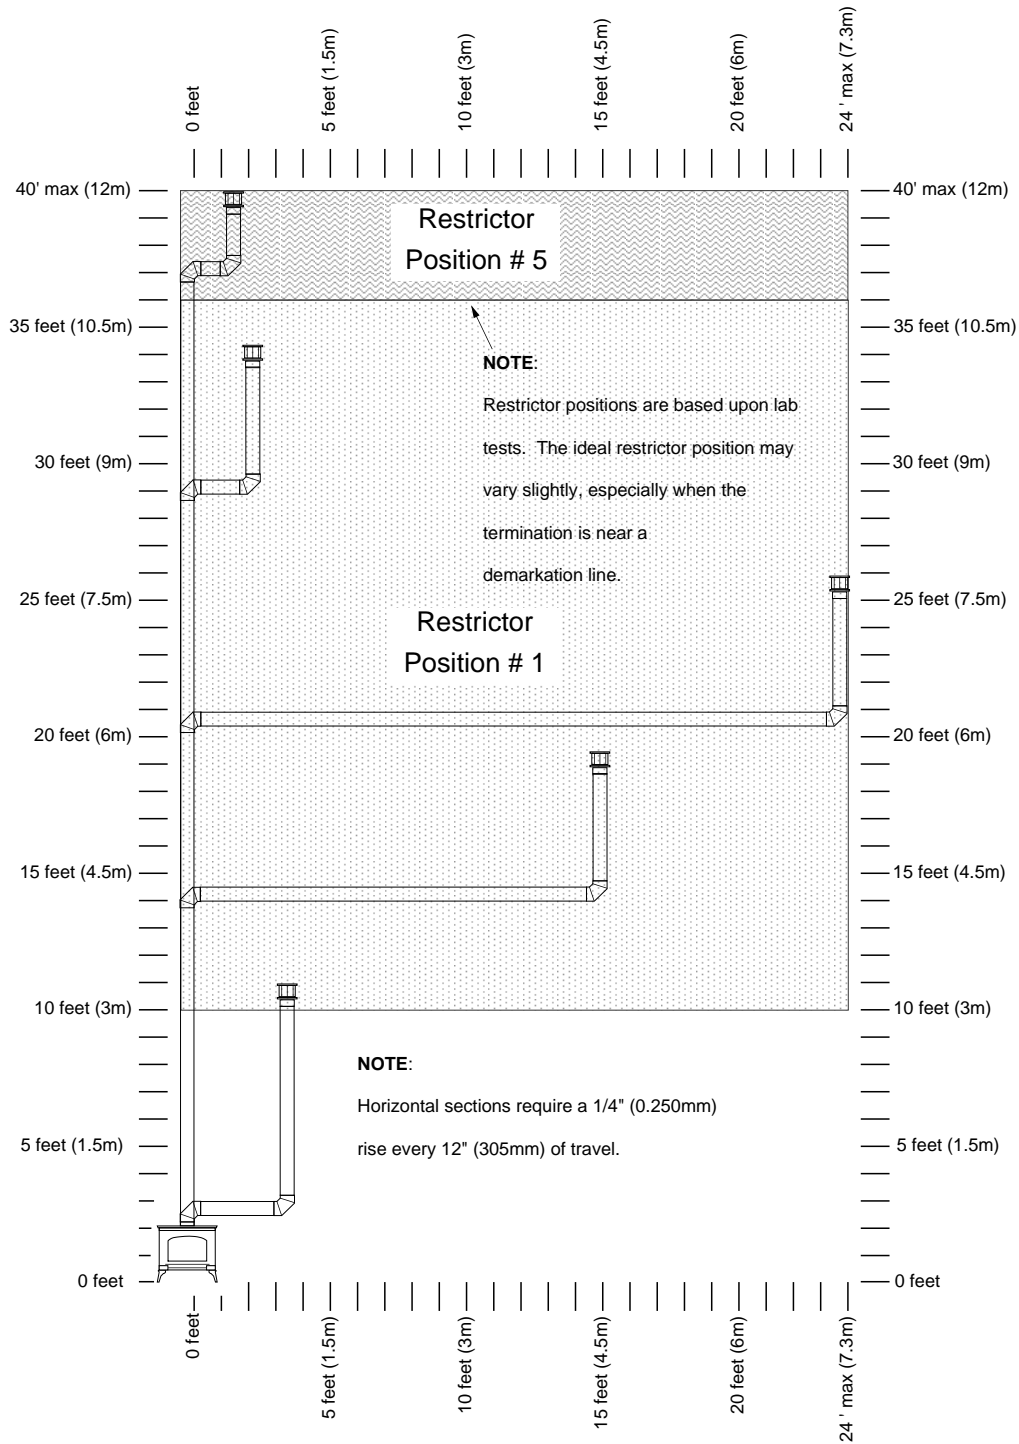 0 feet
5 feet (1.5m)
10 feet (3m)
15 feet (4.5m)
20 feet (6m)
24 ' max (7.3m)
40' max (12m)
40' max (12m)
Restrictor
Position # 5
35 feet (10.5m)
35 feet (10.5m)
NOTE:
Restrictor positions are based upon lab
tests.  The ideal restrictor position may
vary slightly, especially when the
termination is near a
demarkation line.
30 feet (9m)
30 feet (9m)
25 feet (7.5m)
25 feet (7.5m)
Restrictor
Position # 1
20 feet (6m)
20 feet (6m)
15 feet (4.5m)
15 feet (4.5m)
10 feet (3m)
10 feet (3m)
NOTE:
Horizontal sections require a 1/4" (0.250mm)
rise every 12" (305mm) of travel.
5 feet (1.5m)
5 feet (1.5m)
0 feet
0 feet
0 feet
5 feet (1.5m)
10 feet (3m)
15 feet (4.5m)
20 feet (6m)
24 ' max (7.3m)